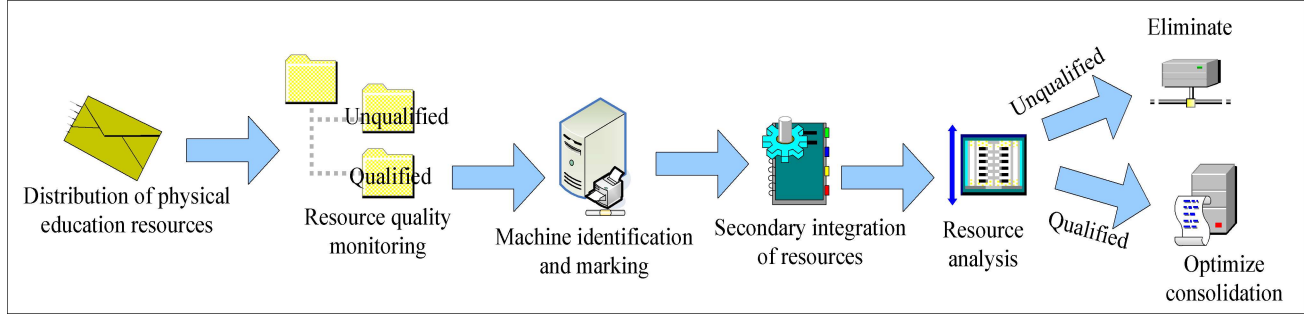 Distribution of physical
education resources
Unqualified
Qualified
Resource quality
monitoring
Machine identification
and marking
Secondary integration
of resources
Resource
analysis
Unqualified
Eliminate
Qualified
Optimize
consolidation